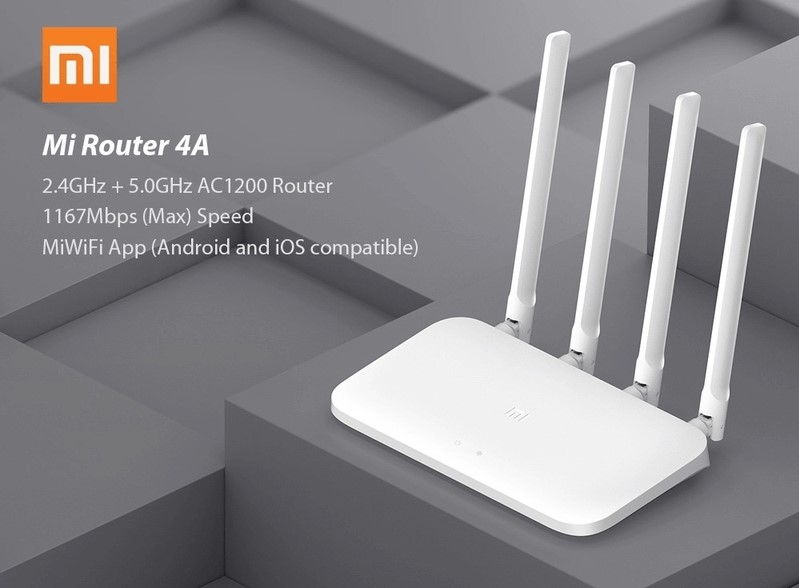 mi
Mi Router 4A
2.4GHz + 5.0GHz AC1200 Router
1167Mbps (Max) Speed
MiWiFi App (Android and iOS compatible)
mi